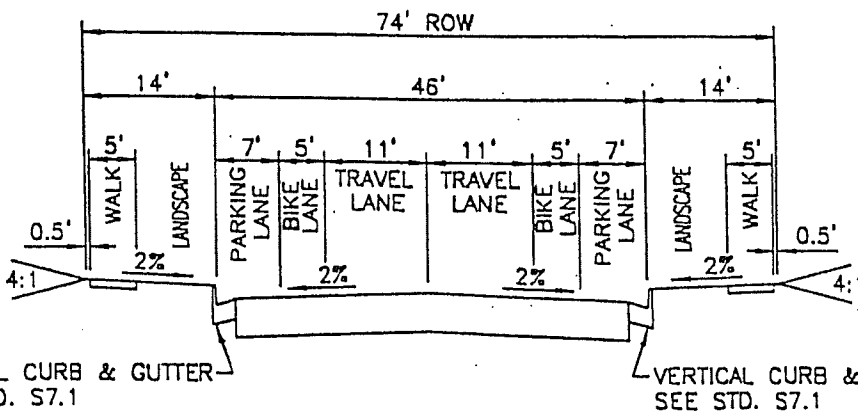 74' ROW
14' 46' 14'
5' 7' 5' 11' 11' 5' 7' 5'
WALK
LANDSCAPE
PARKING
LANE
BIKE
LANE
TRAVEL
LANE
TRAVEL
LANE
BIKE
LANE
PARKING
LANE
LANDSCAPE
WALK
0.5' 0.5'
2% 2% 2% 2%
4:1 4:1
L CURB & GUTTER
D. S7.1
VERTICAL CURB &
SEE STD. S7.1